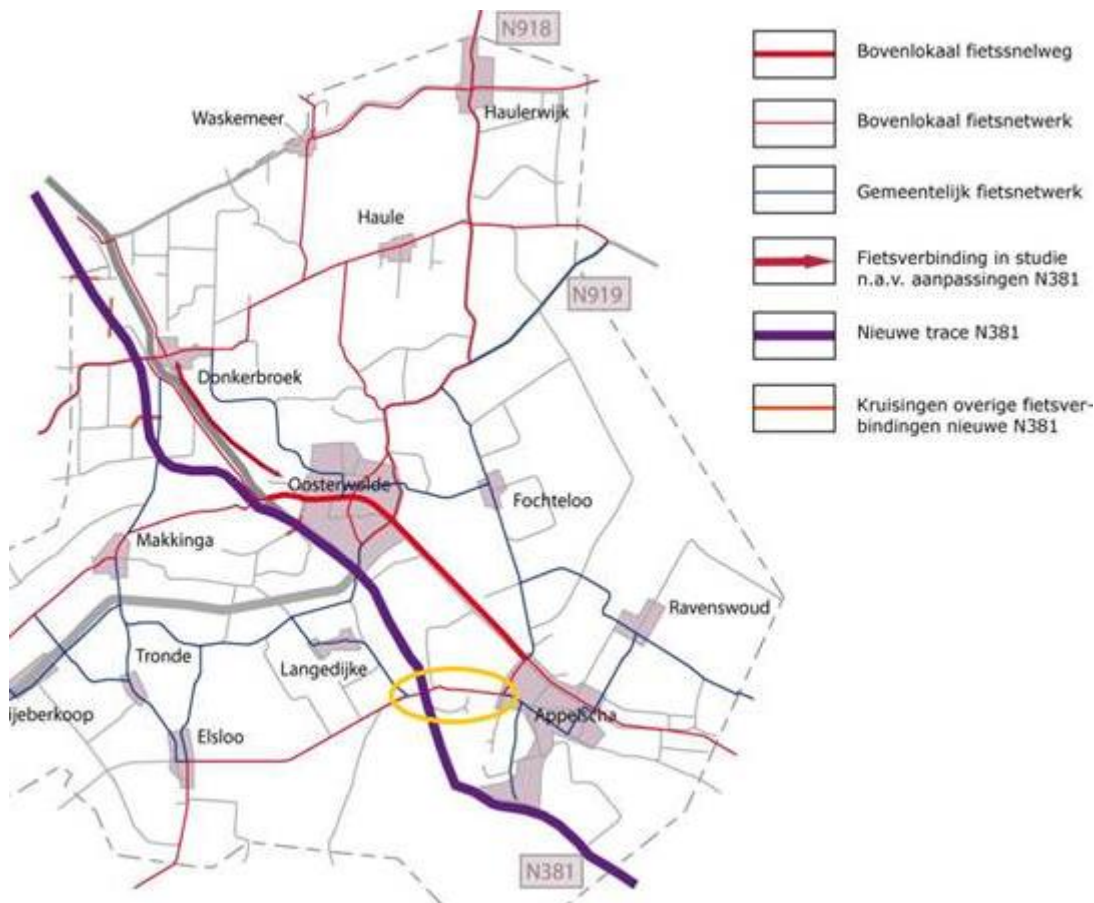 N918
Waskemeer
Haulerwijk
Haule
N919
Donkerbroek
Oosterwolde
Fochteloo
Makkinga
Ravenswoud
Tronde
Langedijke
ijeberkoop
Appelscha
Elsloo
N381
Bovenlokaal fietssnelweg
Bovenlokaal fietsnetwerk
Gemeentelijk fietsnetwerk
Fietsverbinding in studie
n.a.v. aanpassingen N381
Nieuwe trace N381
Kruisingen overige fietsver-
bindingen nieuwe N381